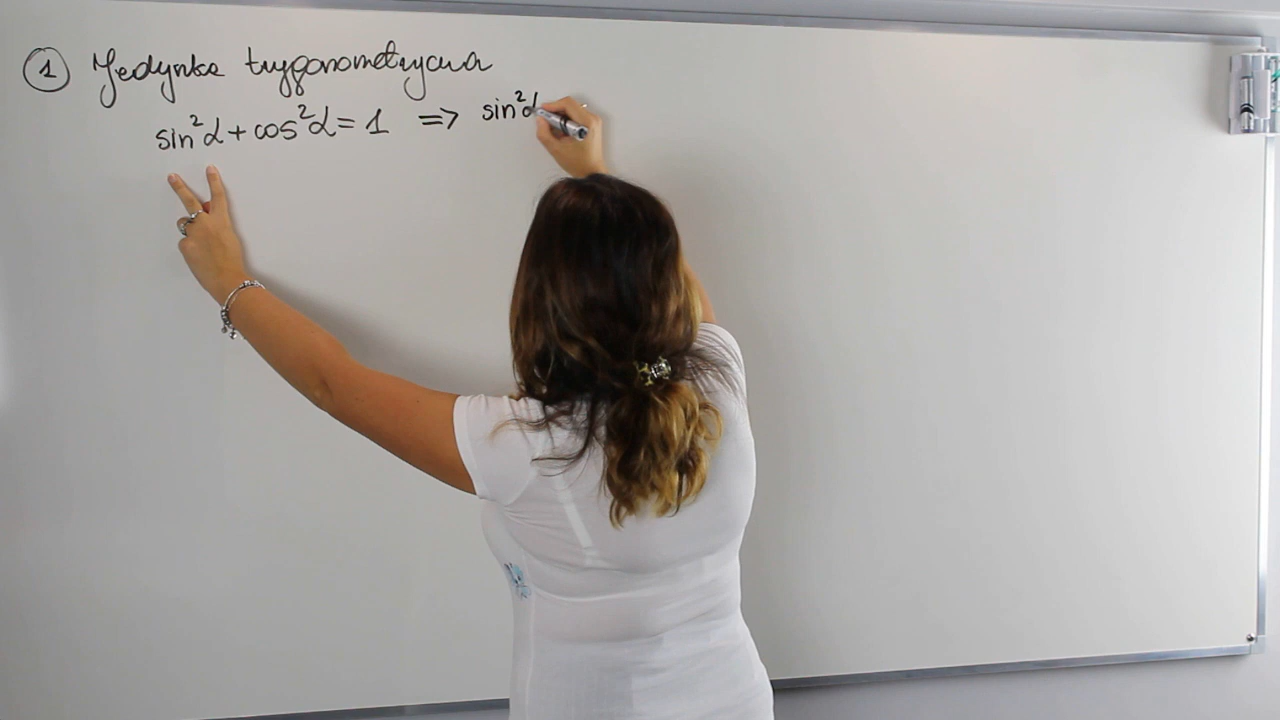 ① Jedynka trygonometryczna
sin²α + cos²α = 1 => sin²α